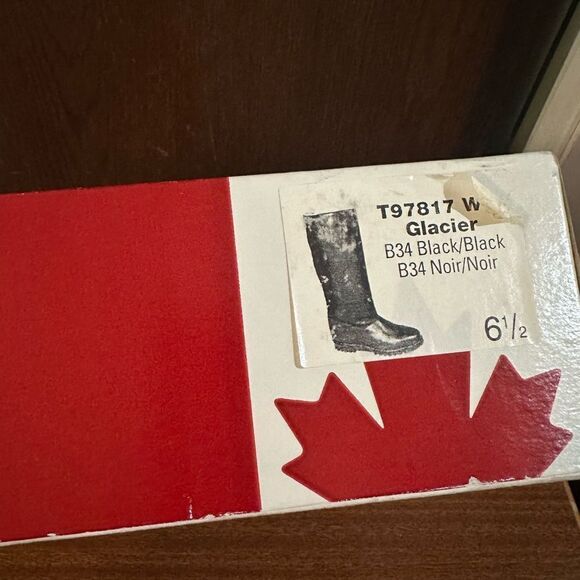 T97817 W
Glacier
B34 Black/Black
B34 Noir/Noir
6½